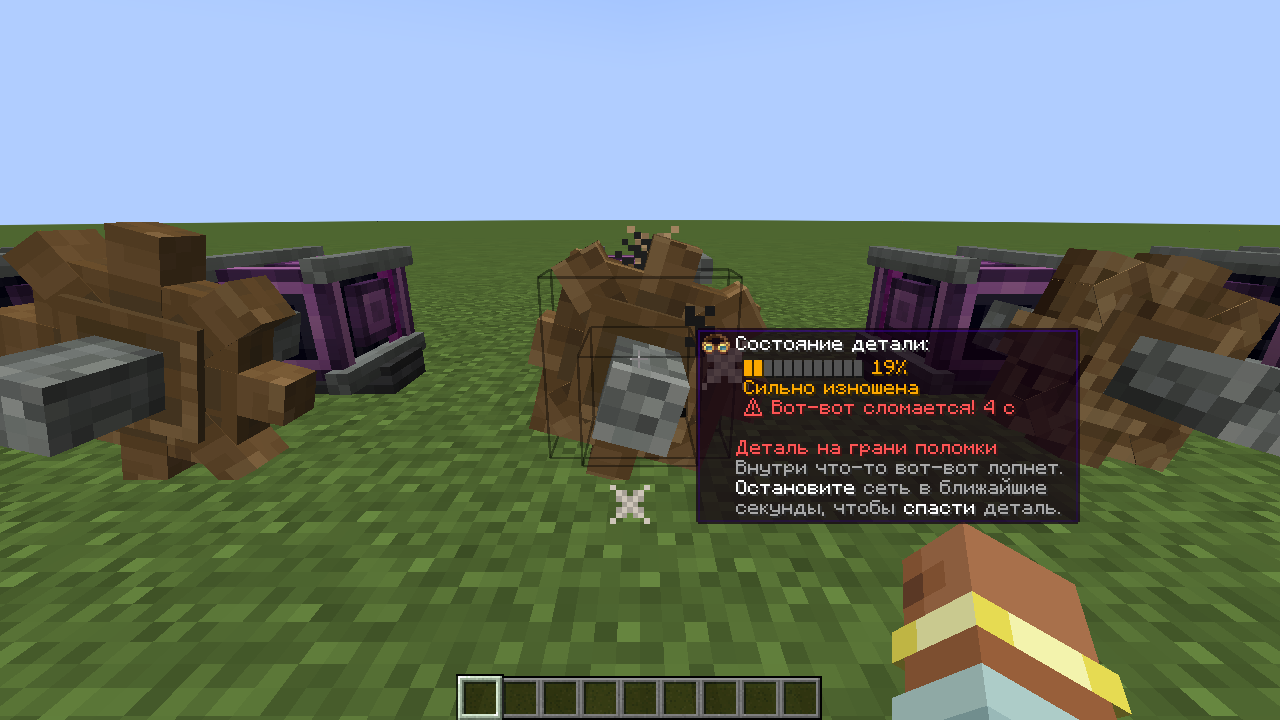 Состояние детали:
19%
Сильно изношена
⚠ Вот-вот сломается! 4 с
Деталь на грани поломки
Внутри что-то вот-вот лопнет.
Остановите сеть в ближайшие
секунды, чтобы спасти деталь.